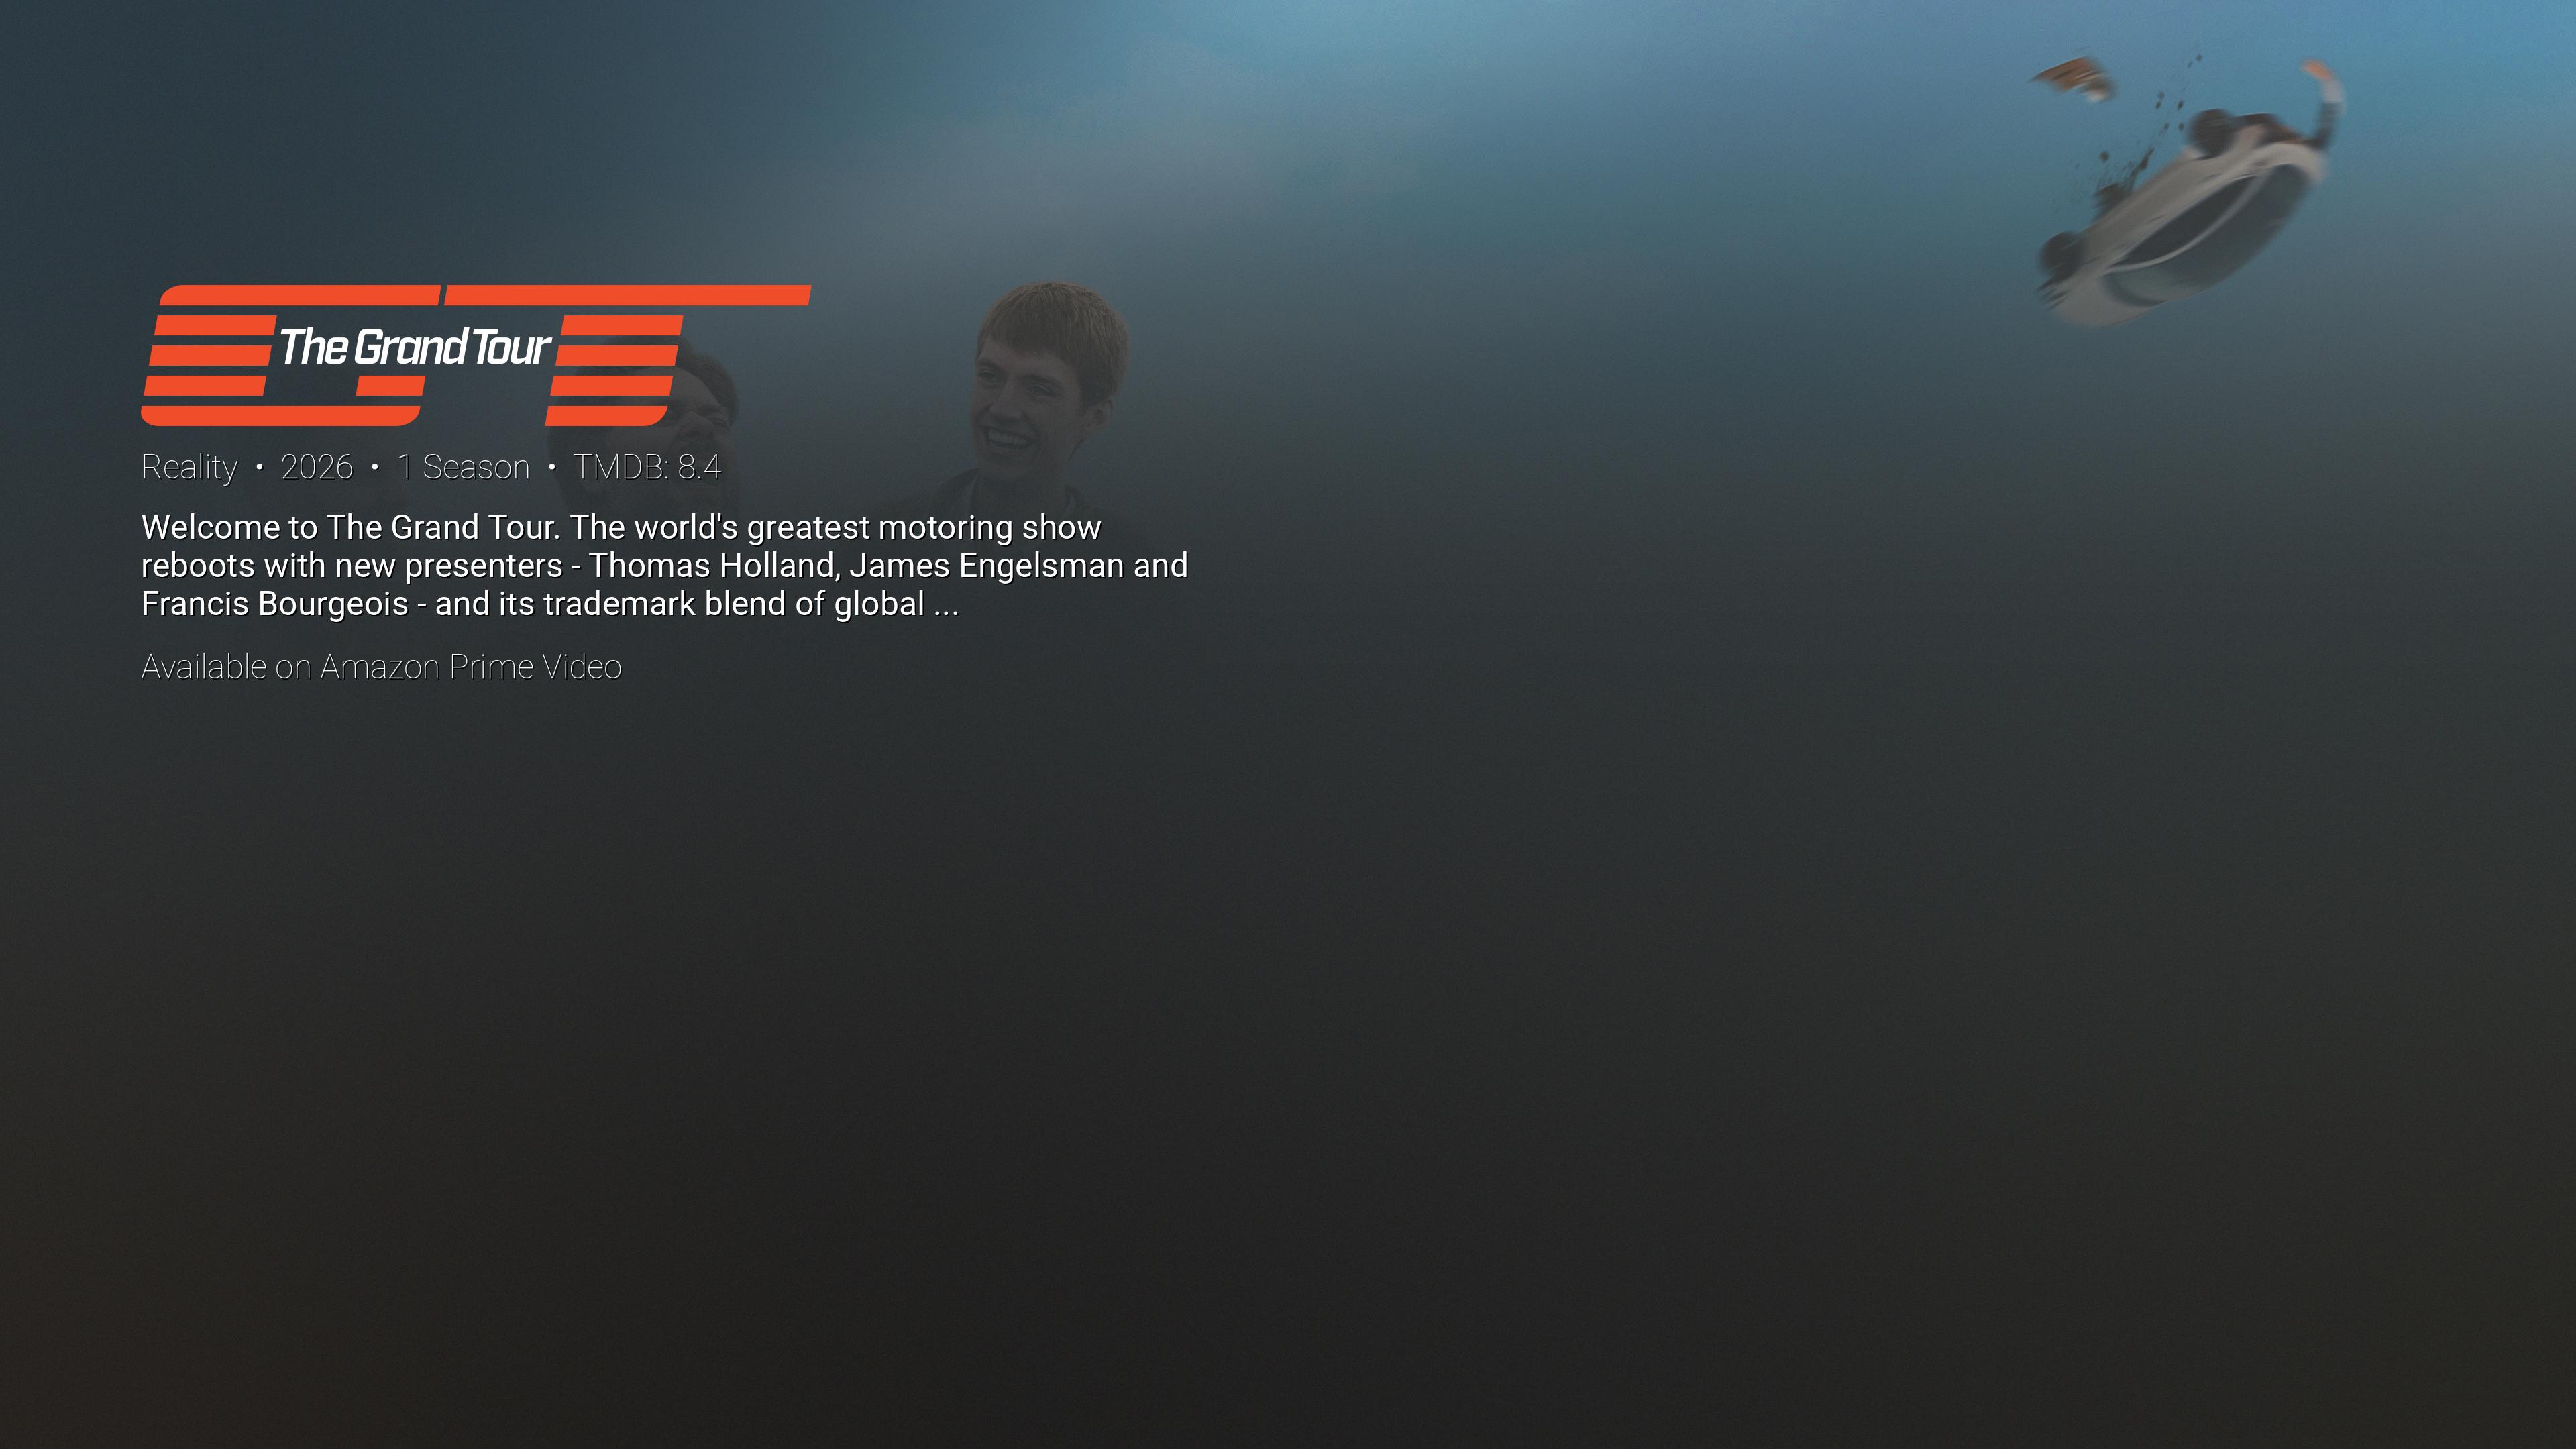 The Grand Tour
Reality • 2026 • 1 Season • TMDB: 8.4
Welcome to The Grand Tour. The world's greatest motoring show
reboots with new presenters - Thomas Holland, James Engelsman and
Francis Bourgeois - and its trademark blend of global ...
Available on Amazon Prime Video